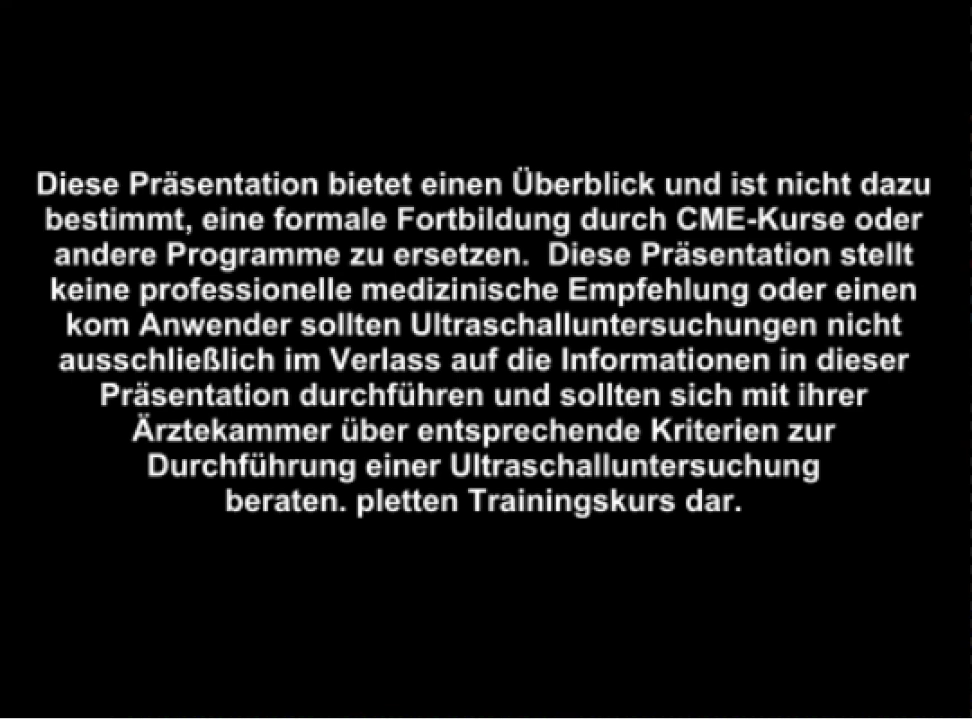 Diese Präsentation bietet einen Überblick und ist nicht dazu
bestimmt, eine formale Fortbildung durch CME-Kurse oder
andere Programme zu ersetzen.  Diese Präsentation stellt
keine professionelle medizinische Empfehlung oder einen
kom Anwender sollten Ultraschalluntersuchungen nicht
ausschließlich im Verlass auf die Informationen in dieser
Präsentation durchführen und sollten sich mit ihrer
Ärztekammer über entsprechende Kriterien zur
Durchführung einer Ultraschalluntersuchung
beraten. pletten Trainingskurs dar.